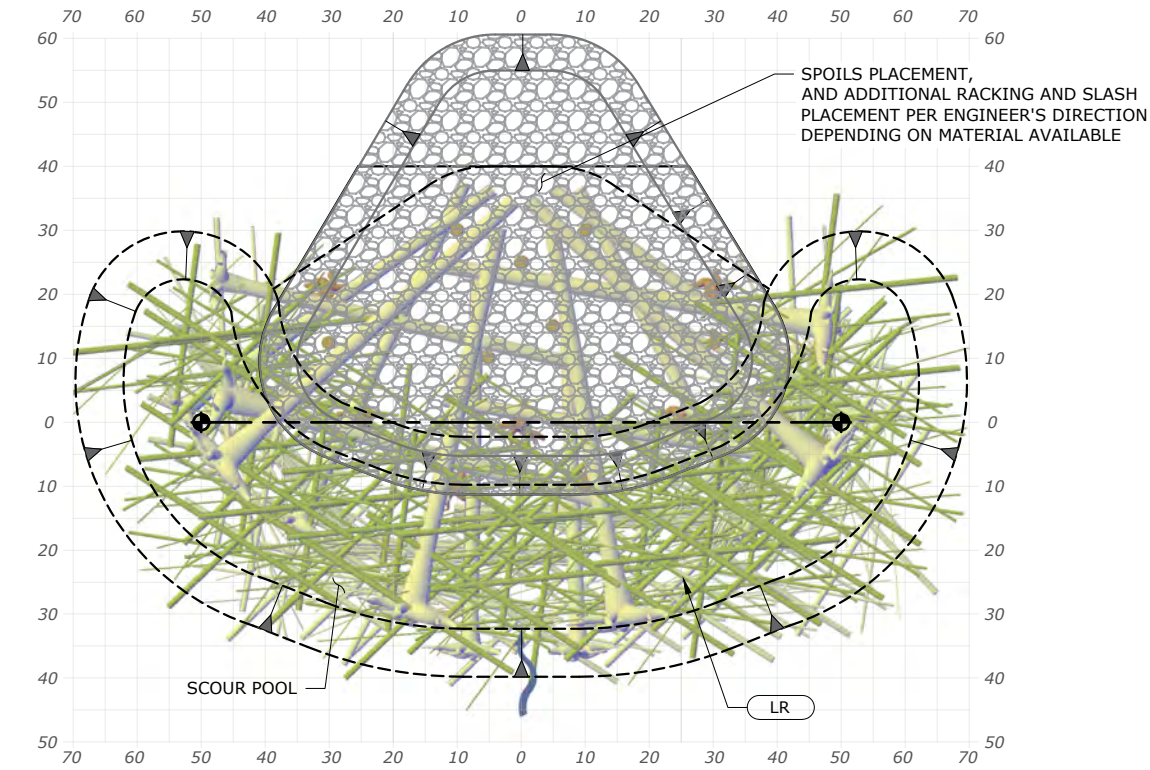 70 60 50 40 30 20 10 0 10 20 30 40 50 60 70
60 60
SPOILS PLACEMENT,
AND ADDITIONAL RACKING AND SLASH
PLACEMENT PER ENGINEER'S DIRECTION
DEPENDING ON MATERIAL AVAILABLE
50
40 40
30 30
20 20
10 10
0 0
10 10
20 20
30 30
40 40
SCOUR POOL
LR
50 50
70 60 50 40 30 20 10 0 10 20 30 40 50 60 70